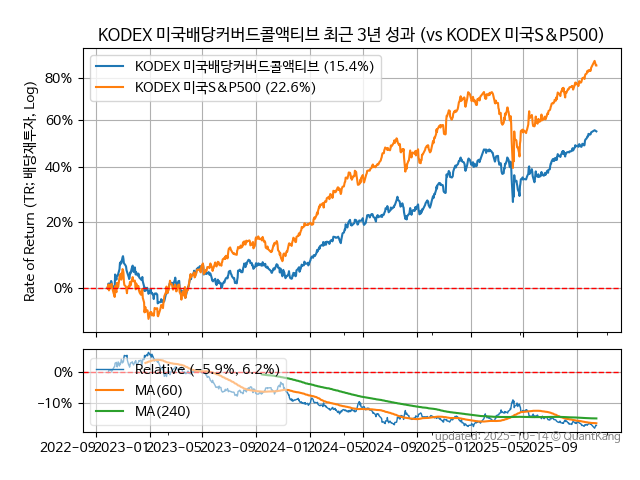 KODEX 미국배당커버드콜액티브 최근 3년 성과 (vs KODEX 미국S&P500)
KODEX 미국배당커버드콜액티브 (15.4%)
KODEX 미국S&P500 (22.6%)
Rate of Return (TR: 배당재투자, Log)
80%
60%
40%
20%
0%
Relative (−5.9%, 6.2%)
MA(60)
MA(240)
0%
−10%
updated: 2025-10-14 © QuantKang
2022-09 2023-01 2023-05 2023-09 2024-01 2024-05 2024-09 2025-01 2025-05 2025-09